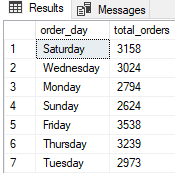 Results Messages
order_day total_orders
1 Saturday 3158
2 Wednesday 3024
3 Monday 2794
4 Sunday 2624
5 Friday 3538
6 Thursday 3239
7 Tuesday 2973